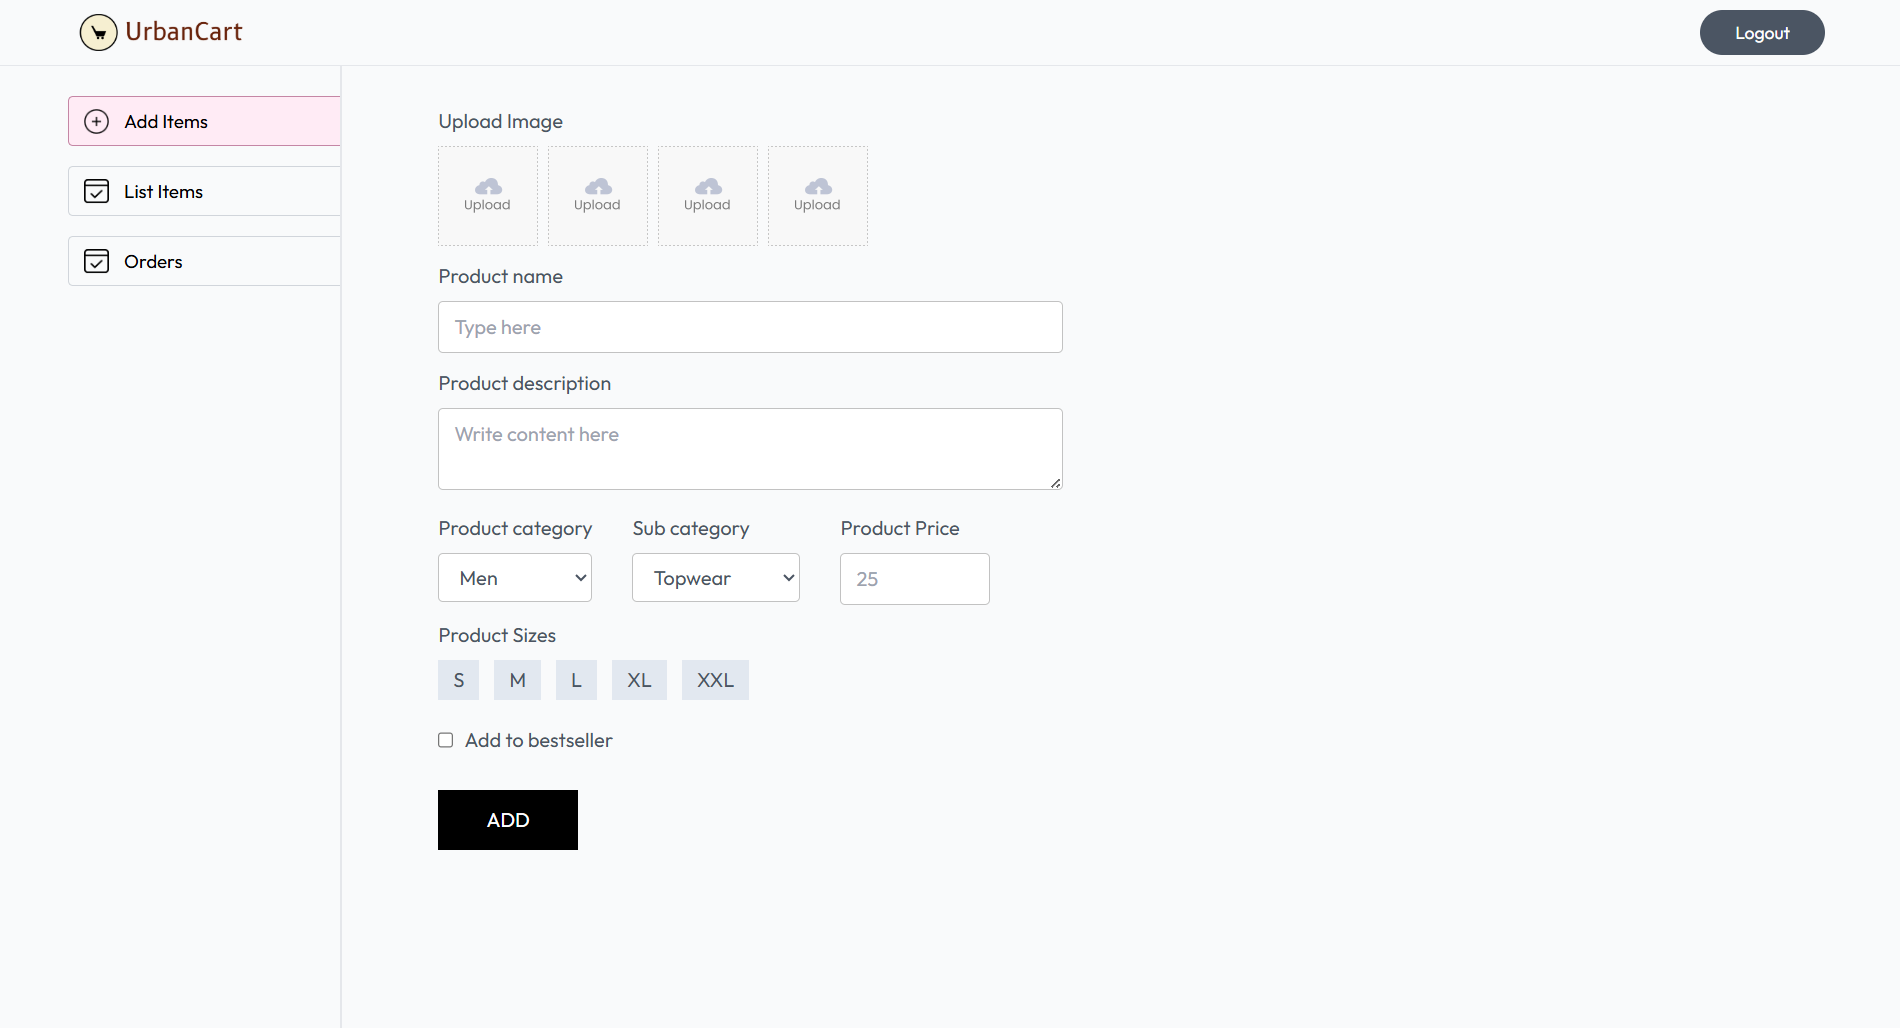 UrbanCart
Logout
Add Items
List Items
Orders
Upload Image
Upload Upload Upload Upload
Product name
Type here
Product description
Write content here
Product category Sub category Product Price
Men Topwear 25
Product Sizes
S M L XL XXL
Add to bestseller
ADD